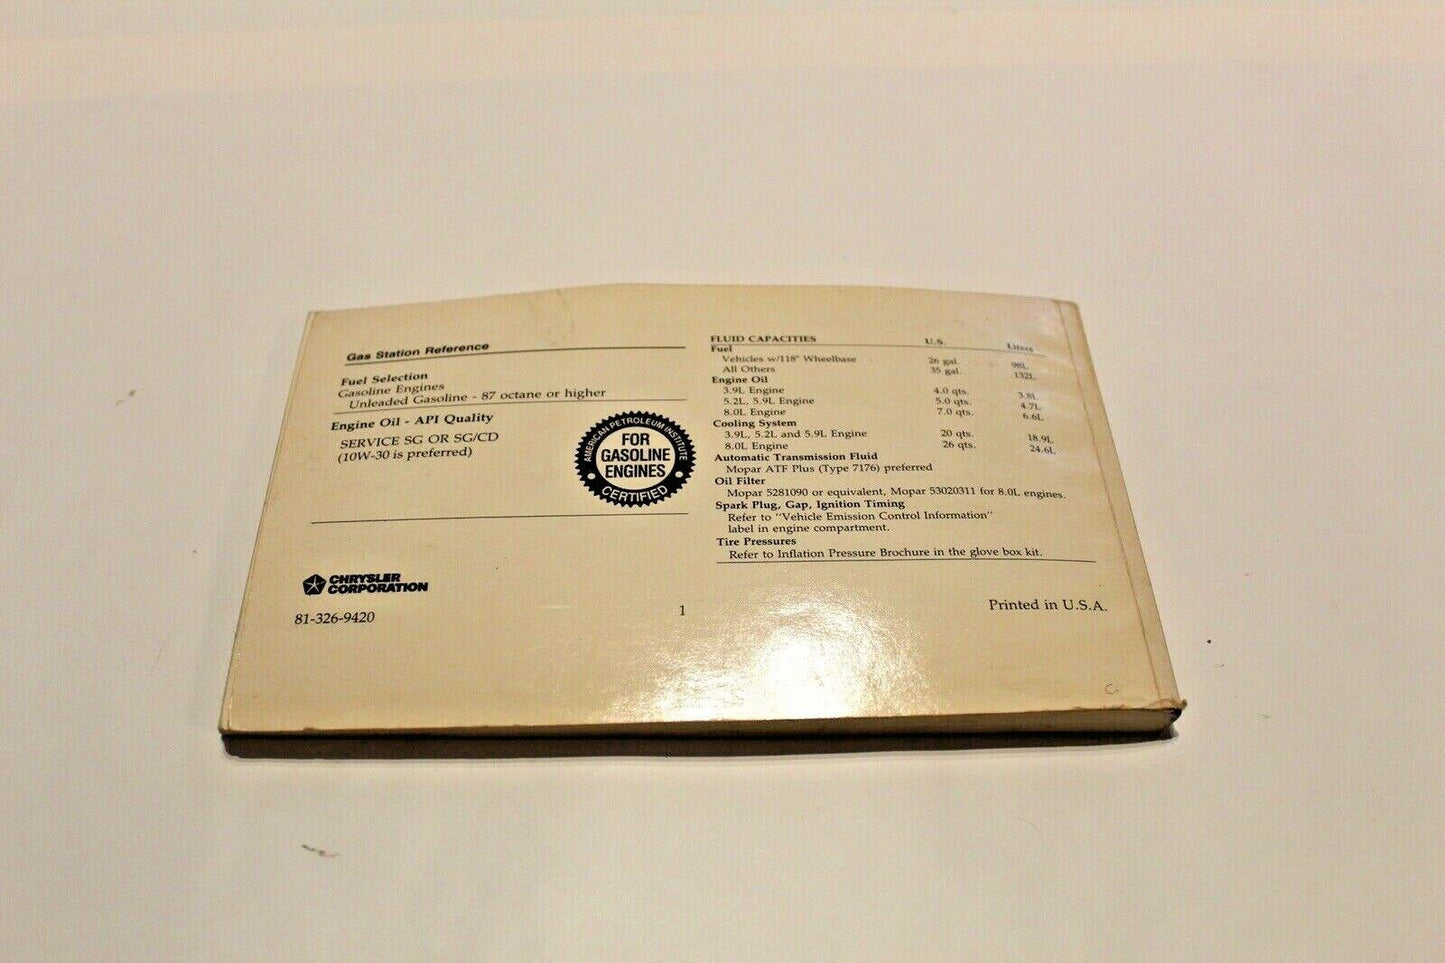 Gas Station Reference
Fuel Selection
Gasoline Engines
Unleaded Gasoline - 87 octane or higher
Engine Oil - API Quality
SERVICE SG OR SG/CD
(10W-30 is preferred)
AMERICAN PETROLEUM INSTITUTE
FOR
GASOLINE
ENGINES
CERTIFIED
CHRYSLER
CORPORATION
81-326-9420
1
FLUID CAPACITIES U.S. Liters
Fuel
Vehicles w/118" Wheelbase 26 gal. 98L
All Others 35 gal. 132L
Engine Oil
3.9L Engine 4.0 qts. 3.8L
5.2L, 5.9L Engine 5.0 qts. 4.7L
8.0L Engine 7.0 qts. 6.6L
Cooling System
3.9L, 5.2L and 5.9L Engine 20 qts. 18.9L
8.0L Engine 26 qts. 24.6L
Automatic Transmission Fluid
Mopar ATF Plus (Type 7176) preferred
Oil Filter
Mopar 5281090 or equivalent, Mopar 53020311 for 8.0L engines.
Spark Plug, Gap, Ignition Timing
Refer to "Vehicle Emission Control Information"
label in engine compartment.
Tire Pressures
Refer to Inflation Pressure Brochure in the glove box kit.
Printed in U.S.A.